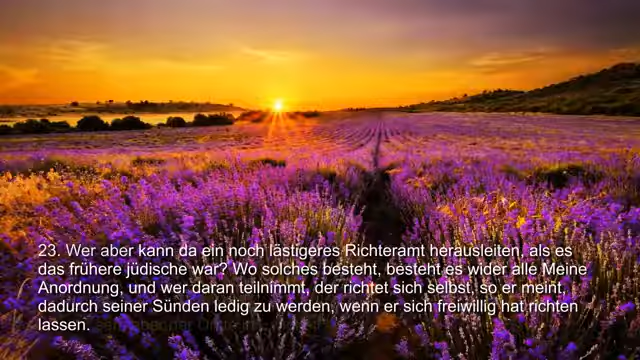 23. Wer aber kann da ein noch lästigeres Richteramt herausleiten, als es
das frühere jüdische war? Wo solches besteht, besteht es wider alle Meine
Anordnung, und wer daran teilnimmt, der richtet sich selbst, so er meint,
dadurch seiner Sünden ledig zu werden, wenn er sich freiwillig hat richten
lassen.